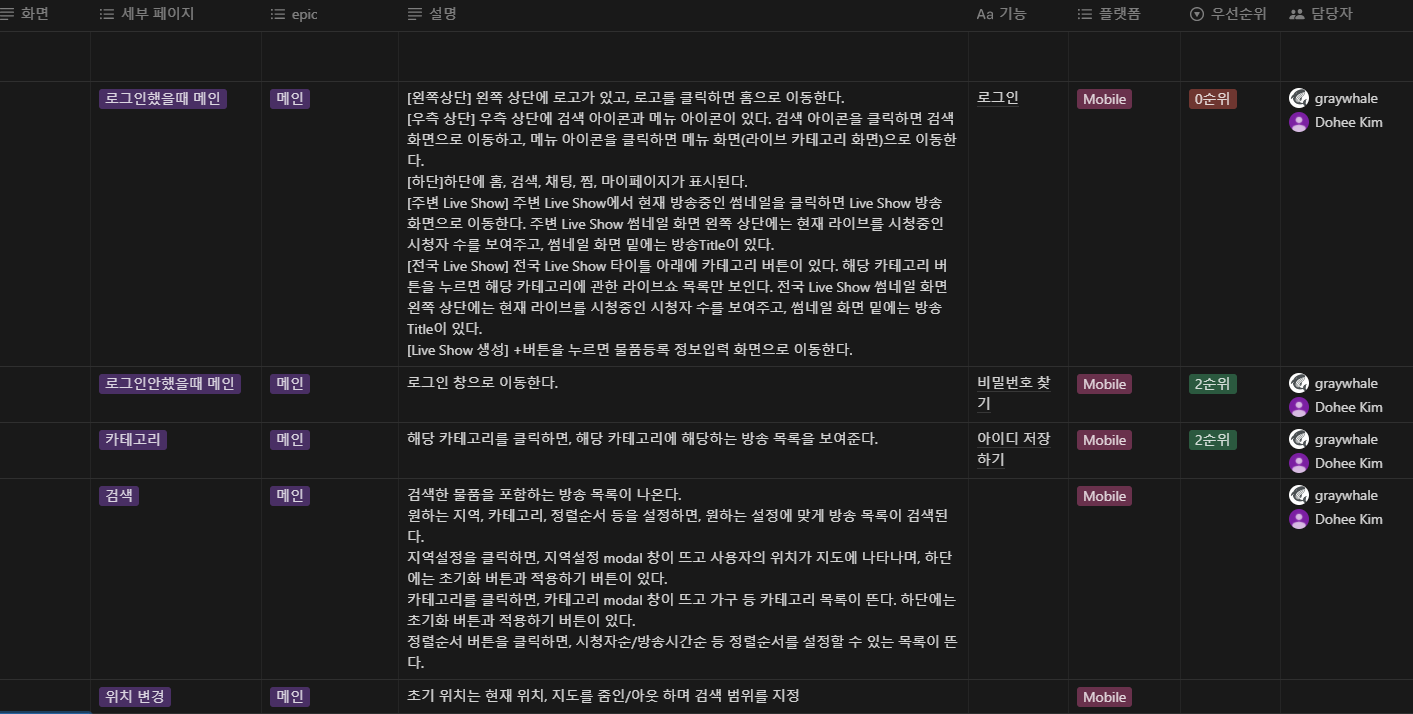 화면 세부 페이지 epic 설명 Aa 기능 플랫폼 우선순위 담당자
로그인했을때 메인 메인 [왼쪽상단] 왼쪽 상단에 로고가 있고, 로고를 클릭하면 홈으로 이동한다. 로그인 Mobile 0순위 graywhale
[우측 상단] 우측 상단에 검색 아이콘과 메뉴 아이콘이 있다. 검색 아이콘을 클릭하면 검색 Dohee Kim
화면으로 이동하고, 메뉴 아이콘을 클릭하면 메뉴 화면(라이브 카테고리 화면)으로 이동한
다.
[하단]하단에 홈, 검색, 채팅, 찜, 마이페이지가 표시된다.
[주변 Live Show] 주변 Live Show에서 현재 방송중인 썸네일을 클릭하면 Live Show 방송
화면으로 이동한다. 주변 Live Show 썸네일 화면 왼쪽 상단에는 현재 라이브를 시청중인
시청자 수를 보여주고, 썸네일 화면 밑에는 방송Title이 있다.
[전국 Live Show] 전국 Live Show 타이틀 아래에 카테고리 버튼이 있다. 해당 카테고리 버
튼을 누르면 해당 카테고리에 관한 라이브쇼 목록만 보인다. 전국 Live Show 썸네일 화면
왼쪽 상단에는 현재 라이브를 시청중인 시청자 수를 보여주고, 썸네일 화면 밑에는 방송
Title이 있다.
[Live Show 생성] +버튼을 누르면 물품등록 정보입력 화면으로 이동한다.
로그인안했을때 메인 메인 로그인 창으로 이동한다. 비밀번호 찾 Mobile 2순위 graywhale
기 Dohee Kim
카테고리 메인 해당 카테고리를 클릭하면, 해당 카테고리에 해당하는 방송 목록을 보여준다. 아이디 저장 Mobile 2순위 graywhale
하기 Dohee Kim
검색 메인 검색한 물품을 포함하는 방송 목록이 나온다. Mobile graywhale
원하는 지역, 카테고리, 정렬순서 등을 설정하면, 원하는 설정에 맞게 방송 목록이 검색된 Dohee Kim
다.
지역설정을 클릭하면, 지역설정 modal 창이 뜨고 사용자의 위치가 지도에 나타나며, 하단
에는 초기화 버튼과 적용하기 버튼이 있다.
카테고리를 클릭하면, 카테고리 modal 창이 뜨고 가구 등 카테고리 목록이 뜬다. 하단에는
초기화 버튼과 적용하기 버튼이 있다.
정렬순서 버튼을 클릭하면, 시청자순/방송시간순 등 정렬순서를 설정할 수 있는 목록이 뜬
다.
위치 변경 메인 초기 위치는 현재 위치, 지도를 줌인/아웃 하며 검색 범위를 지정 Mobile